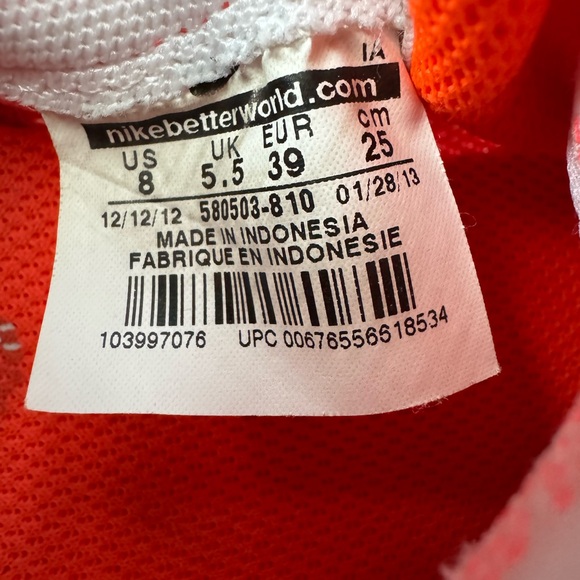 IA
nikebetterworld.com
US UK EUR cm
8 5.5 39 25
12/12/12 580503-810 01/28/13
MADE IN INDONESIA
FABRIQUE EN INDONESIE
103997076 UPC 00676556618534